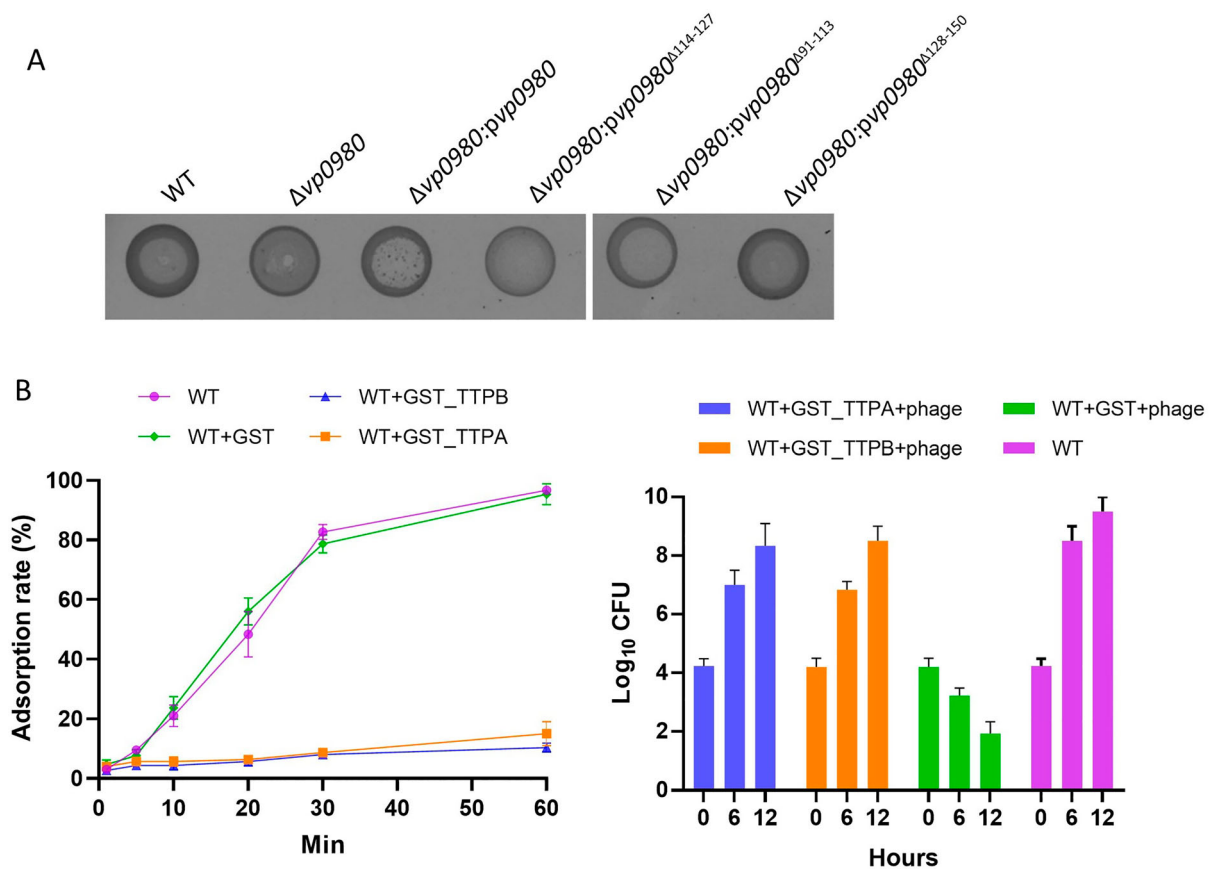 A
WT
Δvp0980
Δvp0980:pvp0980
Δvp0980:pvp0980Δ114-127
Δvp0980:pvp0980Δ91-113
Δvp0980:pvp0980Δ128-150
B
WT
WT+GST_TTPB
WT+GST
WT+GST_TTPA
Adsorption rate (%)
100
80
60
40
20
0
0 10 20 30 40 50 60
Min
WT+GST_TTPA+phage
WT+GST+phage
WT+GST_TTPB+phage
WT
Log10 CFU
10
8
6
4
2
0
0 6 12 0 6 12 0 6 12 0 6 12
Hours